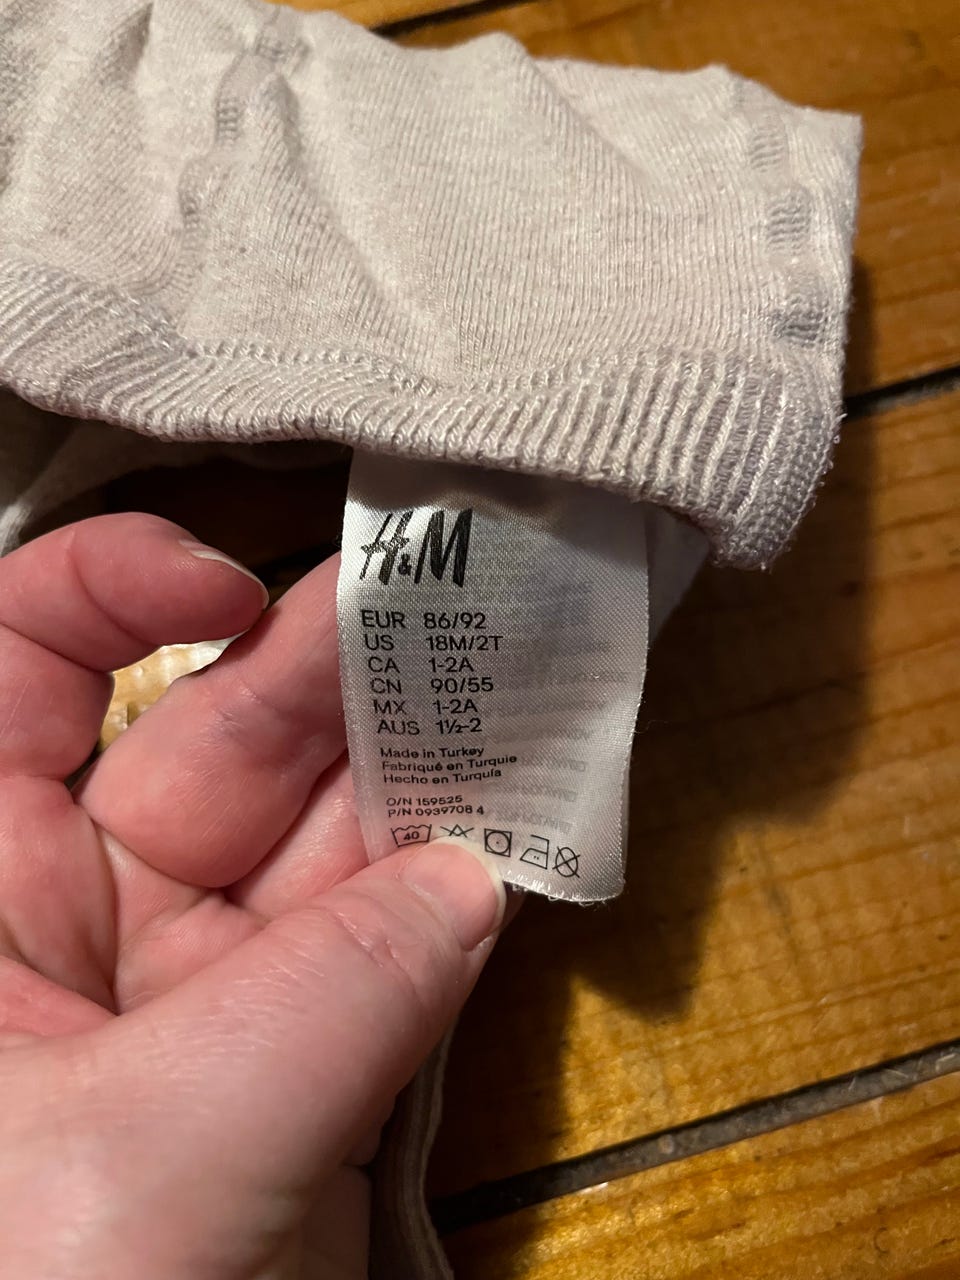 H&M
EUR 86/92
US 18M/2T
CA 1-2A
CN 90/55
MX 1-2A
AUS 1½-2
Made in Turkey
Fabriqué en Turquie
Hecho en Turquía
O/N 159525
P/N 0939708 4
40